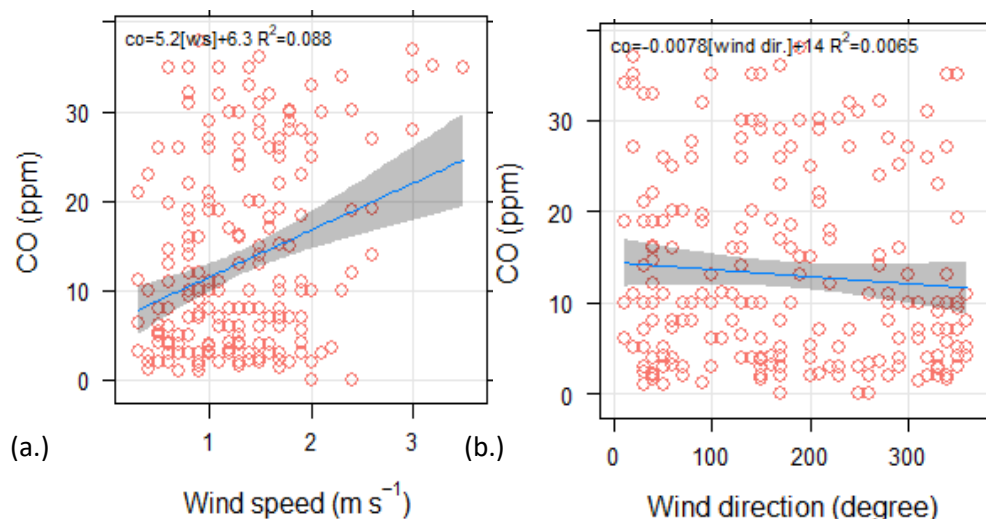 co=5.2[ws]+6.3 R²=0.088
CO (ppm)
30
20
10
0
1
2
3
(a.)
Wind speed (m s⁻¹)
co=-0.0078[wind dir.]+14 R²=0.0065
CO (ppm)
30
20
10
0
0
100
200
300
(b.)
Wind direction (degree)